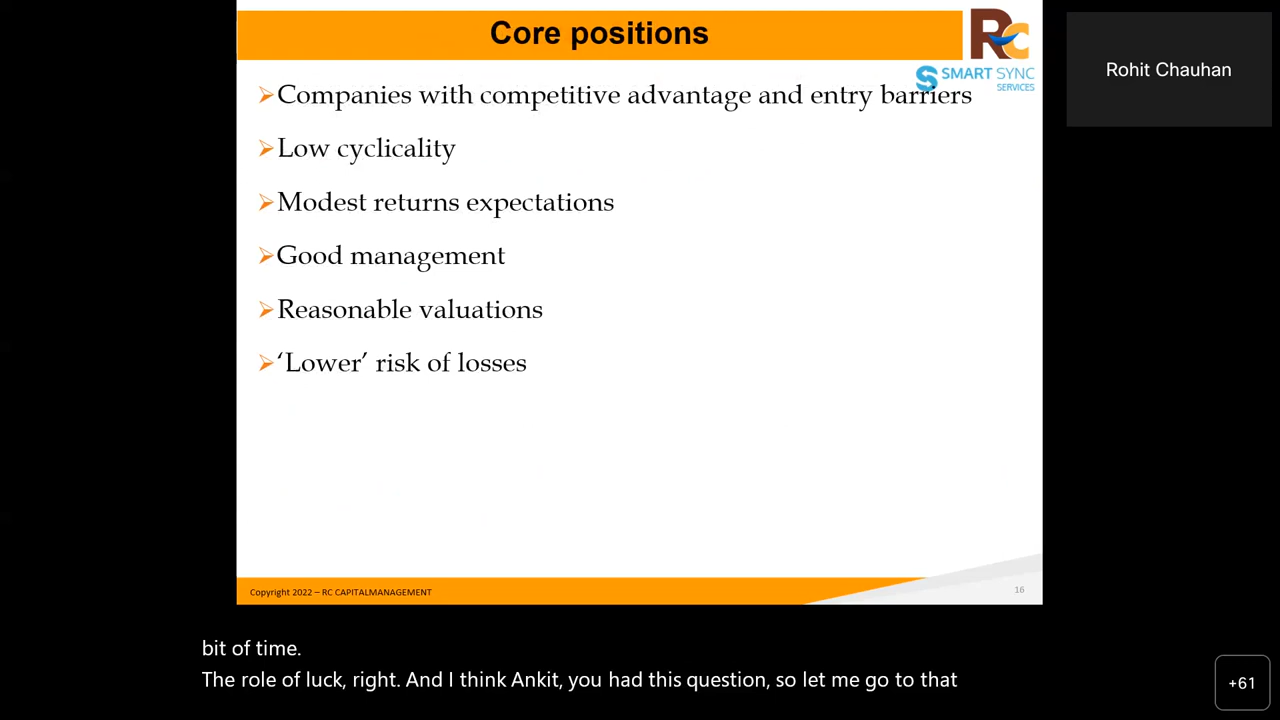 Core positions
RC
SMART SYNC
SERVICES
Rohit Chauhan
➢Companies with competitive advantage and entry barriers
➢Low cyclicality
➢Modest returns expectations
➢Good management
➢Reasonable valuations
➢‘Lower’ risk of losses
Copyright 2022 – RC CAPITALMANAGEMENT
16
bit of time.
The role of luck, right. And I think Ankit, you had this question, so let me go to that
+61